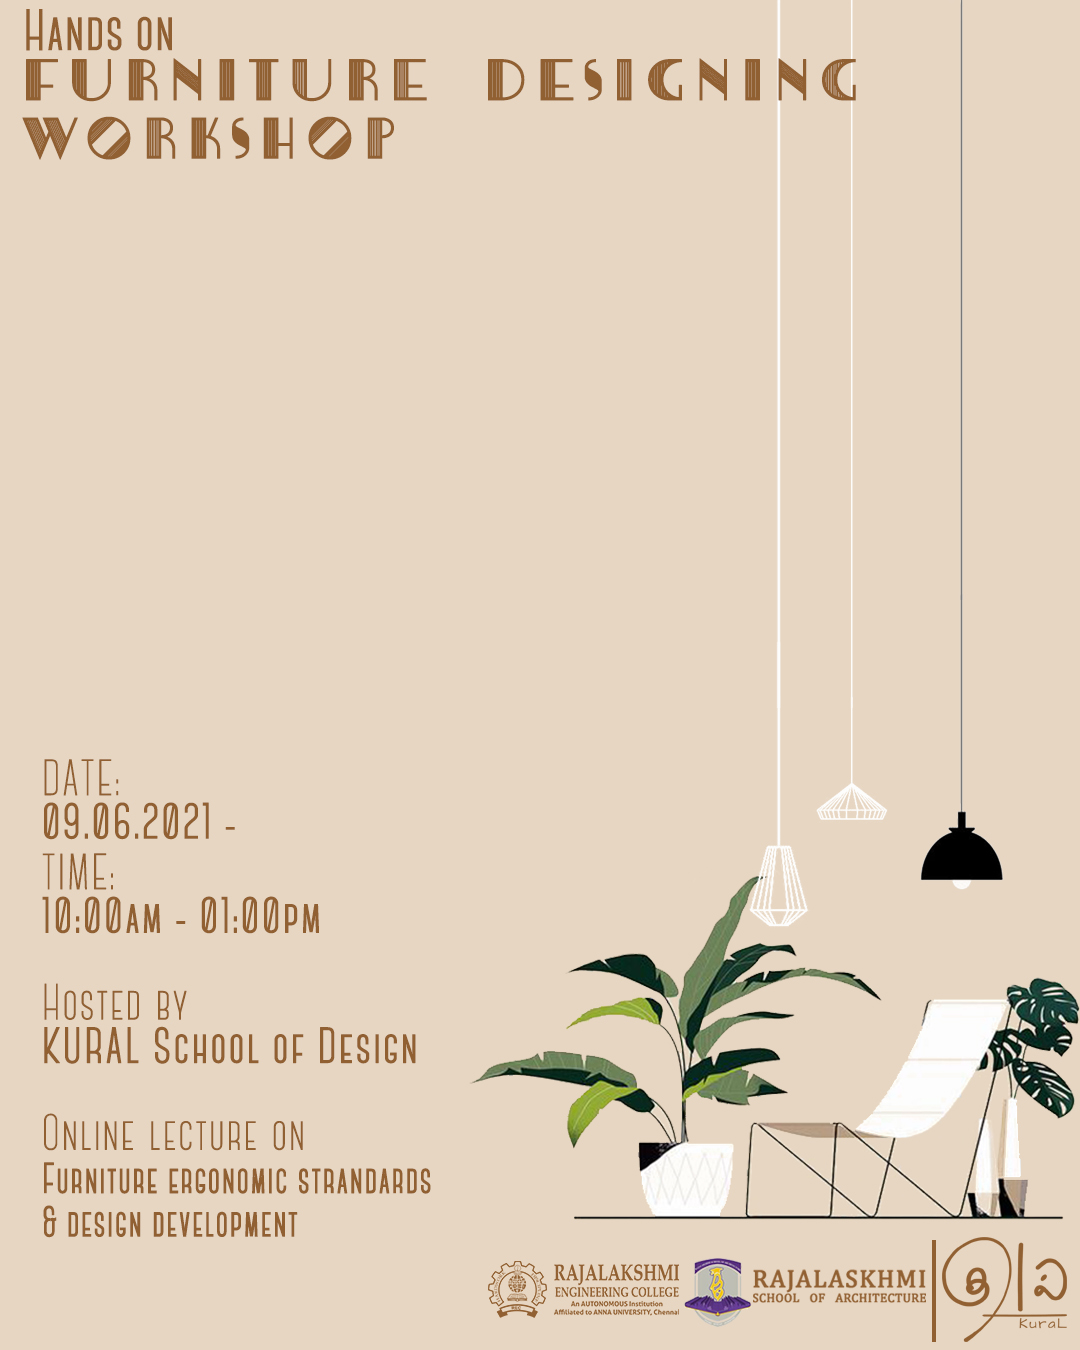 HANDS ON
FURNITURE DESIGNING
WORKSHOP
DATE:
09.06.2021 -
TIME:
10:00AM - 01:00PM
HOSTED BY
KURAL SCHOOL OF DESIGN
ONLINE LECTURE ON
FURNITURE ERGONOMIC STRANDARDS
& DESIGN DEVELOPMENT
RAJALAKSHMI
ENGINEERING COLLEGE
An AUTONOMOUS Institution
Affiliated to ANNA UNIVERSITY, Chennai
REC
RAJALASKHMI
SCHOOL OF ARCHITECTURE
KuraL